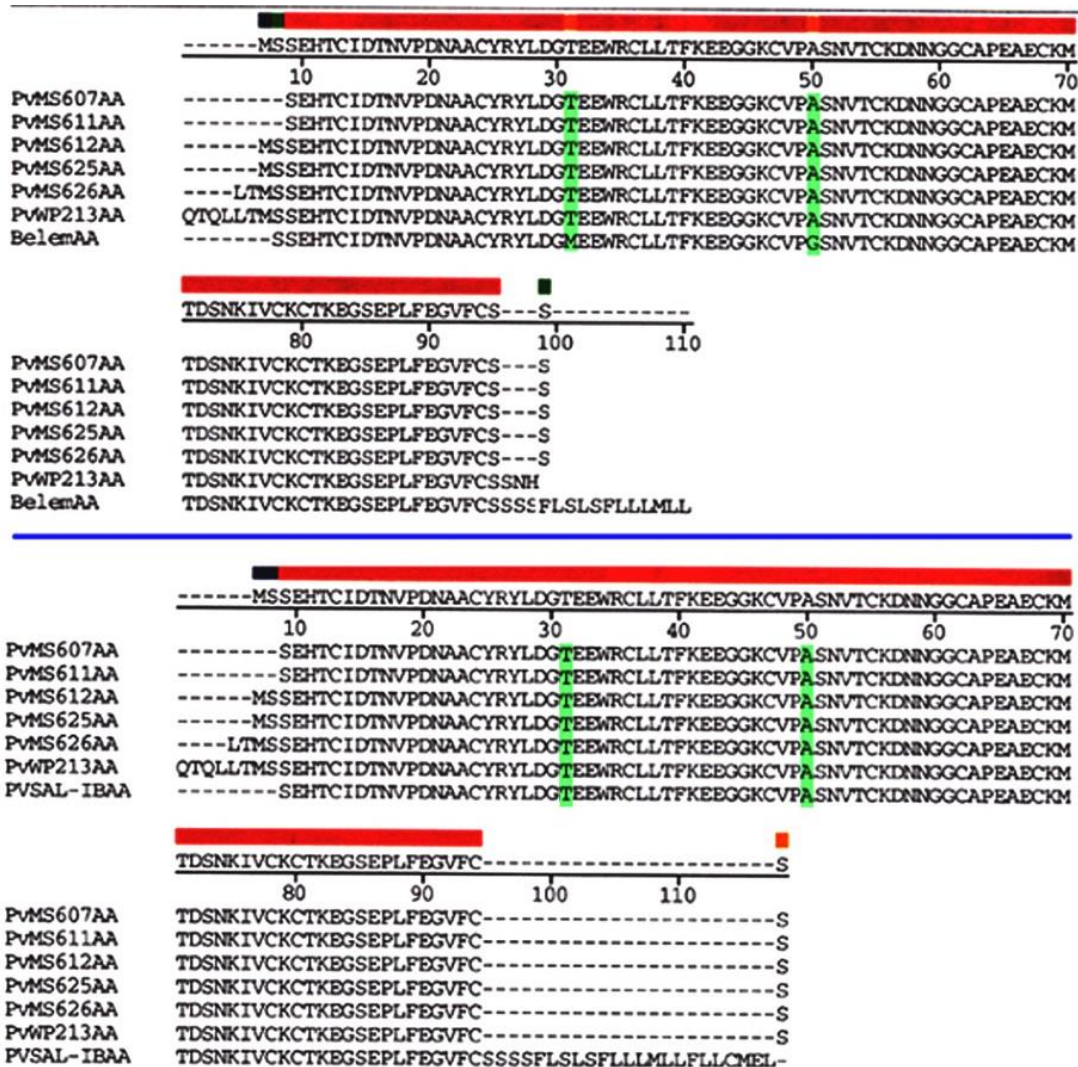 ------MSSEHTCIDTNVPDNAACYRYLDGTEEWRCLLTFKEEGGKCVPASNVTCKDNNGGCAPEAECKM
10 20 30 40 50 60 70
PvMS607AA --------SEHTCIDTNVPDNAACYRYLDGTEEWRCLLTFKEEGGKCVPASNVTCKDNNGGCAPEAECKM
PvMS611AA --------SEHTCIDTNVPDNAACYRYLDGTEEWRCLLTFKEEGGKCVPASNVTCKDNNGGCAPEAECKM
PvMS612AA ------MSSEHTCIDTNVPDNAACYRYLDGTEEWRCLLTFKEEGGKCVPASNVTCKDNNGGCAPEAECKM
PvMS625AA ------MSSEHTCIDTNVPDNAACYRYLDGTEEWRCLLTFKEEGGKCVPASNVTCKDNNGGCAPEAECKM
PvMS626AA ----LTMSSEHTCIDTNVPDNAACYRYLDGTEEWRCLLTFKEEGGKCVPASNVTCKDNNGGCAPEAECKM
PvWP213AA QTQLLTMSSEHTCIDTNVPDNAACYRYLDGTEEWRCLLTFKEEGGKCVPASNVTCKDNNGGCAPEAECKM
BelemAA -------SSEHTCIDTNVPDNAACYRYLDGMEEWRCLLTFKEEGGKCVPGSNVTCKDNNGGCAPEAECKM
TDSNKIVCKCTKEGSEPLFEGVFCS---S-----------
80 90 100 110
PvMS607AA TDSNKIVCKCTKEGSEPLFEGVFCS---S
PvMS611AA TDSNKIVCKCTKEGSEPLFEGVFCS---S
PvMS612AA TDSNKIVCKCTKEGSEPLFEGVFCS---S
PvMS625AA TDSNKIVCKCTKEGSEPLFEGVFCS---S
PvMS626AA TDSNKIVCKCTKEGSEPLFEGVFCS---S
PvWP213AA TDSNKIVCKCTKEGSEPLFEGVFCSSNH
BelemAA TDSNKIVCKCTKEGSEPLFEGVFCSSSSFLSLSFLLLMLL
------MSSEHTCIDTNVPDNAACYRYLDGTEEWRCLLTFKEEGGKCVPASNVTCKDNNGGCAPEAECKM
10 20 30 40 50 60 70
PvMS607AA --------SEHTCIDTNVPDNAACYRYLDGTEEWRCLLTFKEEGGKCVPASNVTCKDNNGGCAPEAECKM
PvMS611AA --------SEHTCIDTNVPDNAACYRYLDGTEEWRCLLTFKEEGGKCVPASNVTCKDNNGGCAPEAECKM
PvMS612AA ------MSSEHTCIDTNVPDNAACYRYLDGTEEWRCLLTFKEEGGKCVPASNVTCKDNNGGCAPEAECKM
PvMS625AA ------MSSEHTCIDTNVPDNAACYRYLDGTEEWRCLLTFKEEGGKCVPASNVTCKDNNGGCAPEAECKM
PvMS626AA ----LTMSSEHTCIDTNVPDNAACYRYLDGTEEWRCLLTFKEEGGKCVPASNVTCKDNNGGCAPEAECKM
PvWP213AA QTQLLTMSSEHTCIDTNVPDNAACYRYLDGTEEWRCLLTFKEEGGKCVPASNVTCKDNNGGCAPEAECKM
PVSAL-IBAA --------SEHTCIDTNVPDNAACYRYLDGTEEWRCLLTFKEEGGKCVPASNVTCKDNNGGCAPEAECKM
TDSNKIVCKCTKEGSEPLFEGVFC-----------------------S
80 90 100 110
PvMS607AA TDSNKIVCKCTKEGSEPLFEGVFC-----------------------S
PvMS611AA TDSNKIVCKCTKEGSEPLFEGVFC-----------------------S
PvMS612AA TDSNKIVCKCTKEGSEPLFEGVFC-----------------------S
PvMS625AA TDSNKIVCKCTKEGSEPLFEGVFC-----------------------S
PvMS626AA TDSNKIVCKCTKEGSEPLFEGVFC-----------------------S
PvWP213AA TDSNKIVCKCTKEGSEPLFEGVFC-----------------------S
PVSAL-IBAA TDSNKIVCKCTKEGSEPLFEGVFCSSSSFLSLSFLLLMLLFLLCMEL-